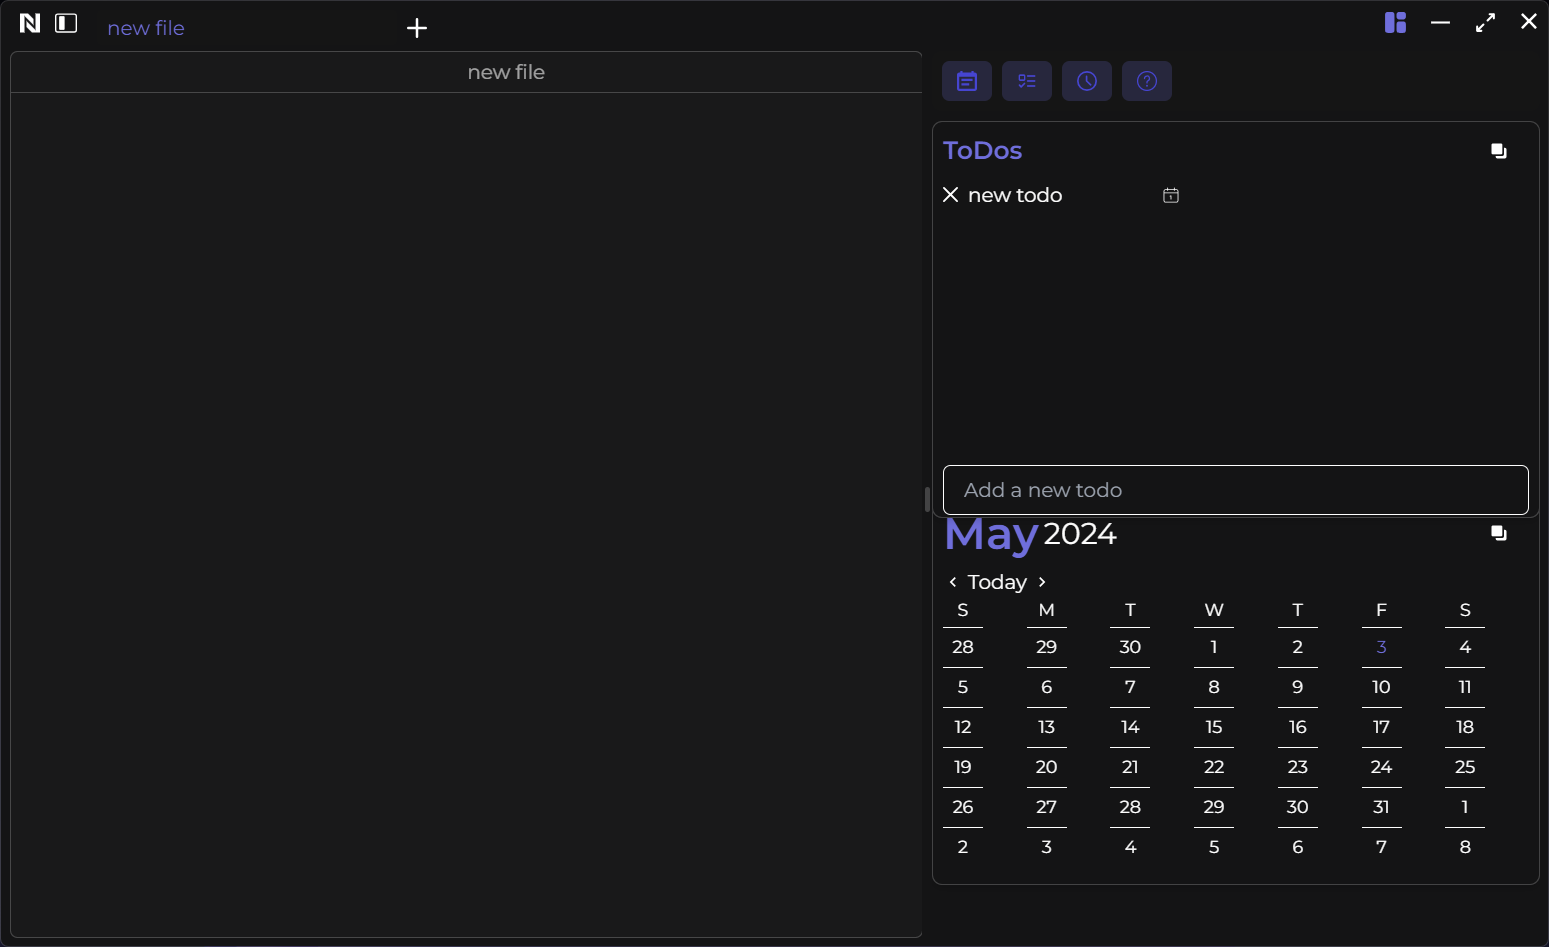 N
new file
new file
ToDos
new todo
Add a new todo
May 2024
< Today >
S M T W T F S
28 29 30 1 2 3 4
5 6 7 8 9 10 11
12 13 14 15 16 17 18
19 20 21 22 23 24 25
26 27 28 29 30 31 1
2 3 4 5 6 7 8